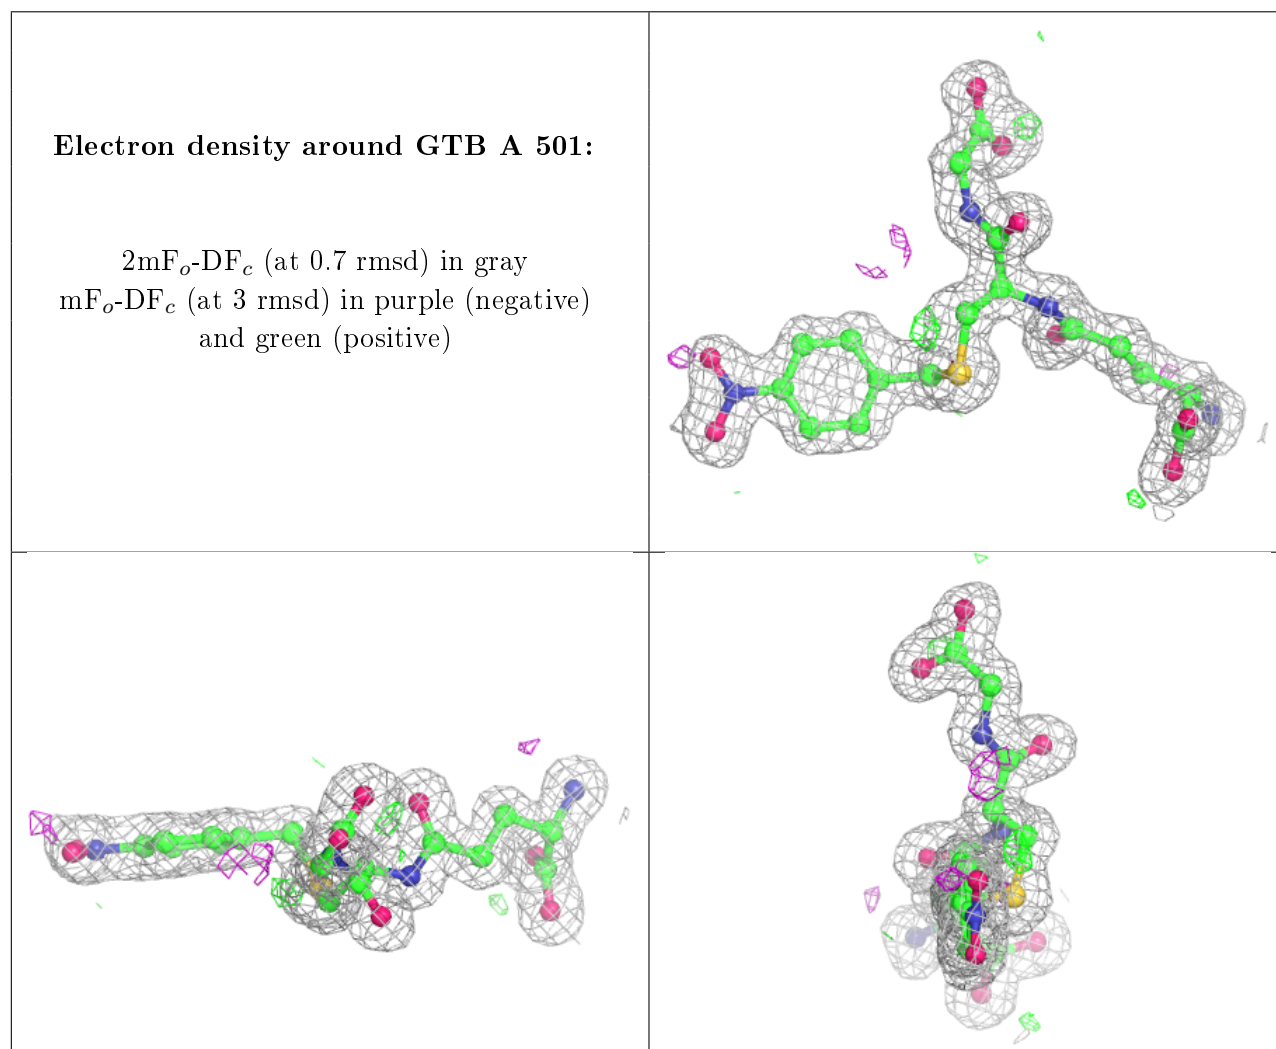 Electron density around GTB A 501:
2mFo-DFc (at 0.7 rmsd) in gray
mFo-DFc (at 3 rmsd) in purple (negative)
and green (positive)